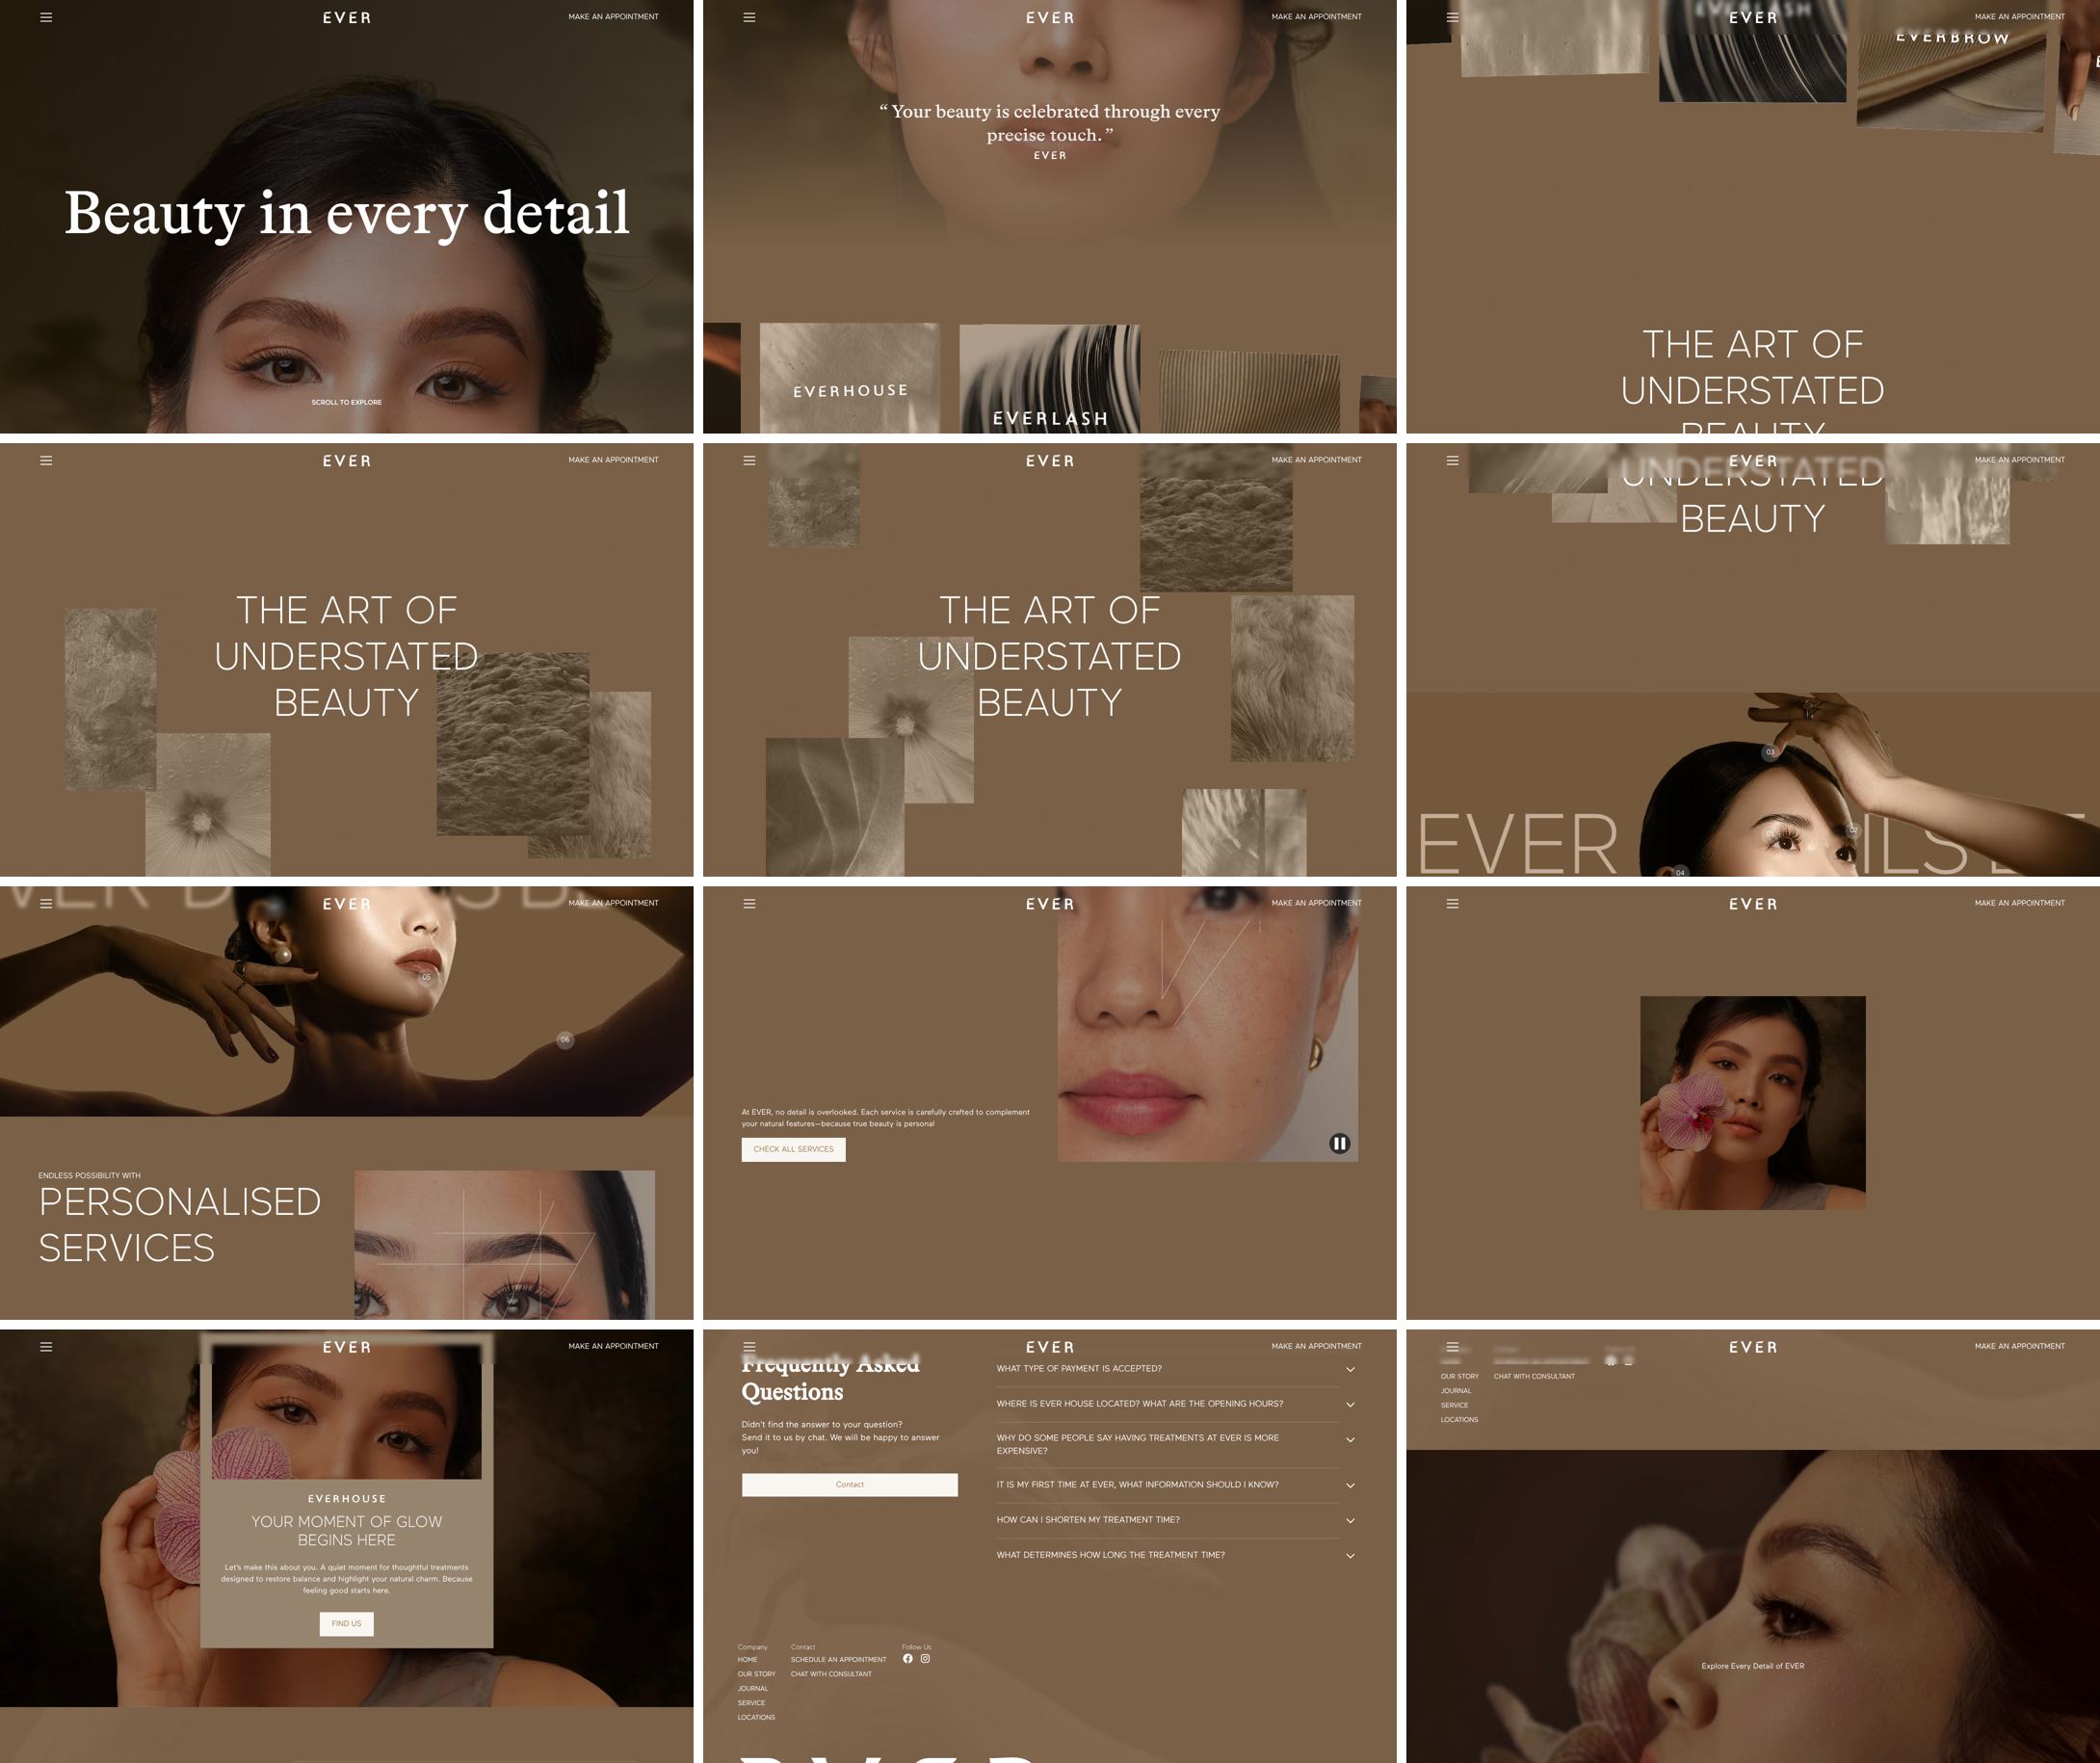 EVER
MAKE AN APPOINTMENT
Beauty in every detail
SCROLL TO EXPLORE
EVER
MAKE AN APPOINTMENT
“ Your beauty is celebrated through every
precise touch. ”
EVER
EVERHOUSE
EVERLASH
EVER
MAKE AN APPOINTMENT
EVERBROW
THE ART OF
UNDERSTATED
BEAUTY
EVER
MAKE AN APPOINTMENT
THE ART OF
UNDERSTATED
BEAUTY
EVER
MAKE AN APPOINTMENT
THE ART OF
UNDERSTATED
BEAUTY
EVER
MAKE AN APPOINTMENT
UNDERSTATED
BEAUTY
03
01
02
EVER
ILS
04
EVER
MAKE AN APPOINTMENT
05
06
ENDLESS POSSIBILITY WITH
PERSONALISED
SERVICES
EVER
MAKE AN APPOINTMENT
At EVER, no detail is overlooked. Each service is carefully crafted to complement
your natural features—because true beauty is personal
CHECK ALL SERVICES
EVER
MAKE AN APPOINTMENT
EVER
MAKE AN APPOINTMENT
EVERHOUSE
YOUR MOMENT OF GLOW
BEGINS HERE
Let's make this about you. A quiet moment for thoughtful treatments
designed to restore balance and highlight your natural charm. Because
feeling good starts here.
FIND US
EVER
MAKE AN APPOINTMENT
Frequently Asked
Questions
Didn't find the answer to your question?
Send it to us by chat. We will be happy to answer
you!
Contact
WHAT TYPE OF PAYMENT IS ACCEPTED?
WHERE IS EVER HOUSE LOCATED? WHAT ARE THE OPENING HOURS?
WHY DO SOME PEOPLE SAY HAVING TREATMENTS AT EVER IS MORE
EXPENSIVE?
IT IS MY FIRST TIME AT EVER, WHAT INFORMATION SHOULD I KNOW?
HOW CAN I SHORTEN MY TREATMENT TIME?
WHAT DETERMINES HOW LONG THE TREATMENT TIME?
Company
HOME
OUR STORY
JOURNAL
SERVICE
LOCATIONS
Contact
SCHEDULE AN APPOINTMENT
CHAT WITH CONSULTANT
Follow Us
EVER
MAKE AN APPOINTMENT
OUR STORY
JOURNAL
SERVICE
LOCATIONS
CHAT WITH CONSULTANT
Explore Every Detail of EVER